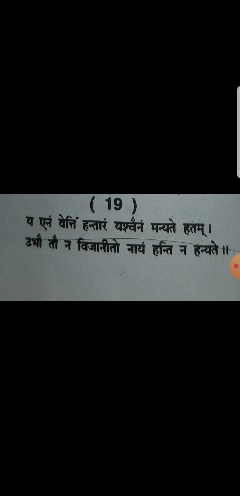 ( 19 )
य एनं वेत्ति हन्तारं यश्चैनं मन्यते हतम् ।
उभौ तौ न विजानीतो नायं हन्ति न हन्यते ॥